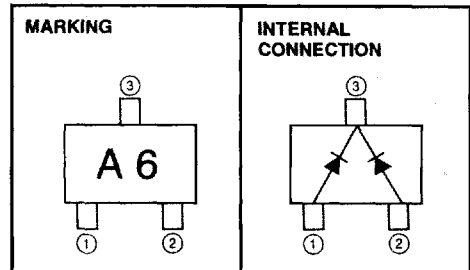 MARKING
③
A 6
① ②
INTERNAL
CONNECTION
③
① ②